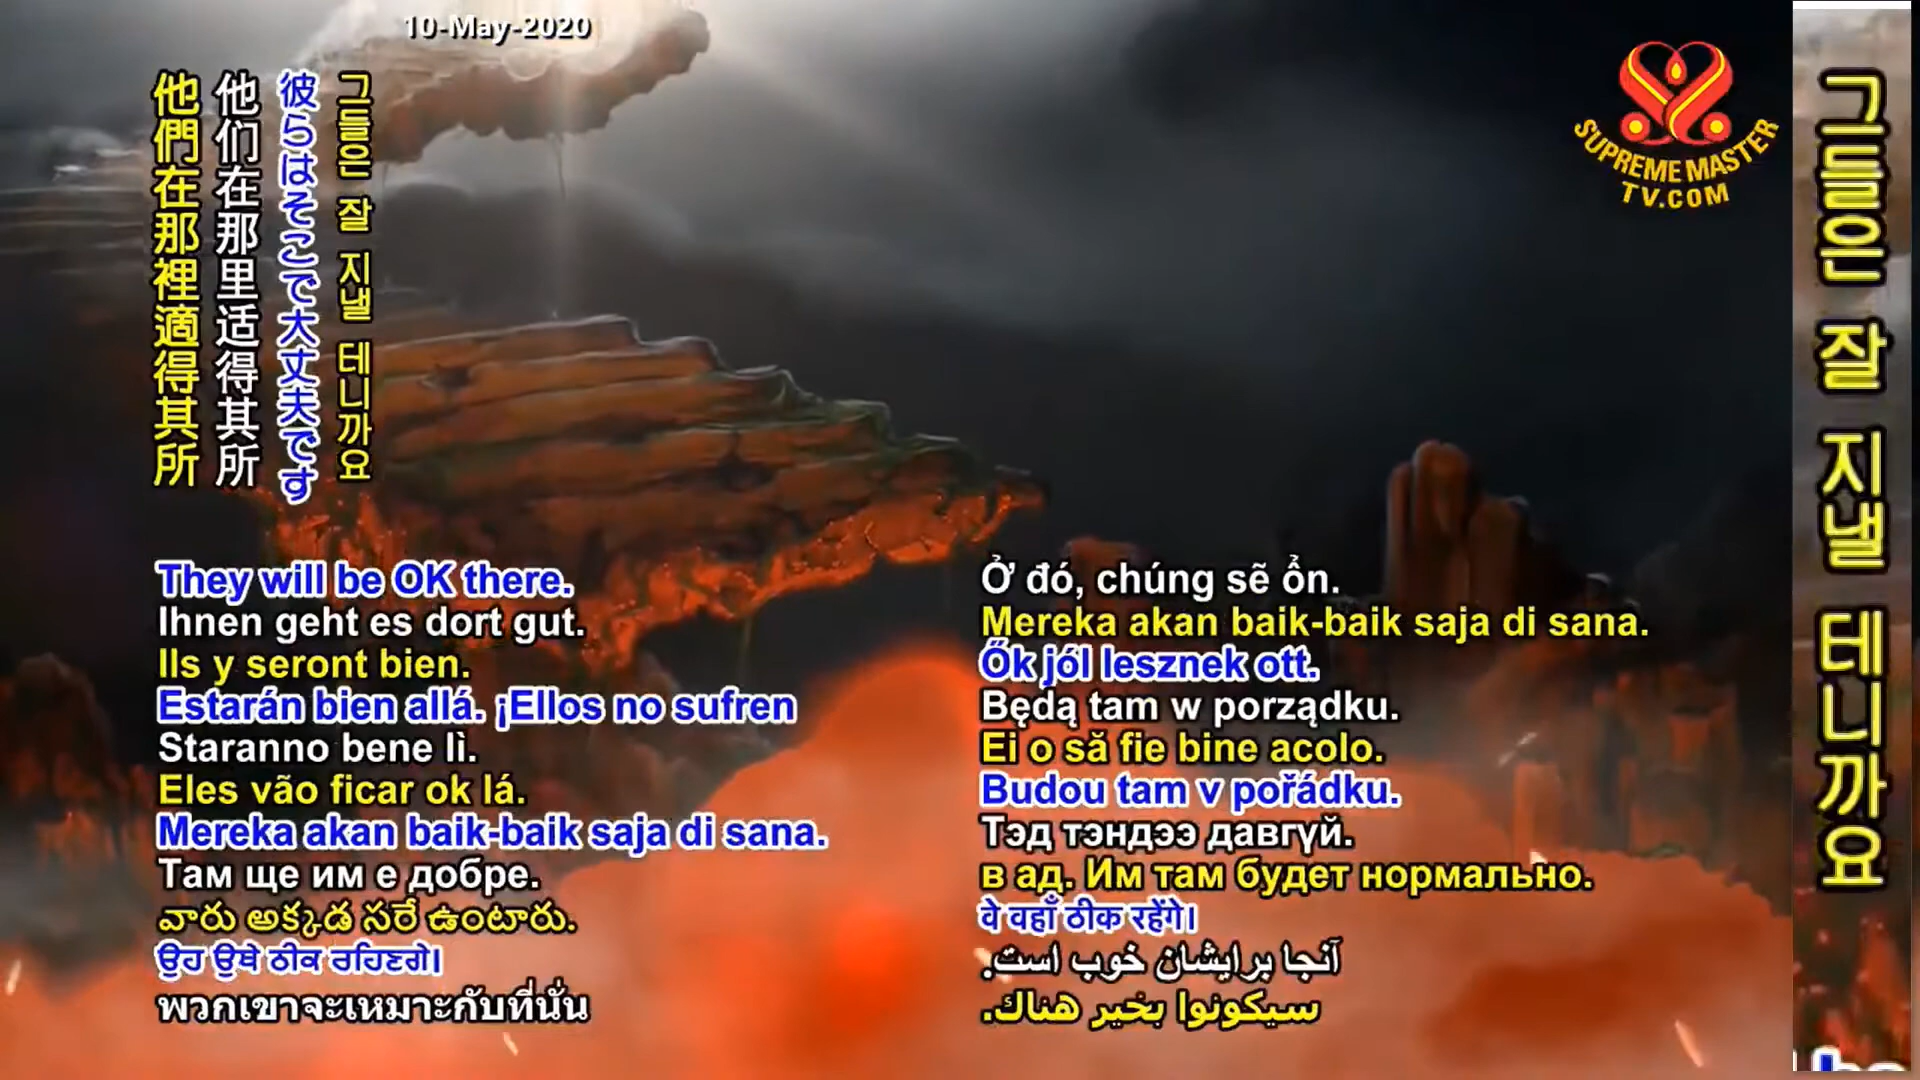 10-May-2020
SUPREME MASTER
TV.COM
他們在那裡適得其所
他们在那里适得其所
彼らはそこで大丈夫です
그들은 잘 지낼 테니까요
They will be OK there.
Ihnen geht es dort gut.
Ils y seront bien.
Estarán bien allá. ¡Ellos no sufren
Staranno bene lì.
Eles vão ficar ok lá.
Mereka akan baik-baik saja di sana.
Там ще им е добре.
వారు అక్కడ సరే ఉంటారు.
ਉਹ ਉਥੇ ਠੀਕ ਰਹਿਣਗੇ।
พวกเขาจะเหมาะกับที่นั่น
Ở đó, chúng sẽ ổn.
Mereka akan baik-baik saja di sana.
Ők jól lesznek ott.
Będą tam w porządku.
Ei o să fie bine acolo.
Budou tam v pořádku.
Тэд тэндээ давгүй.
в ад. Им там будет нормально.
वे वहाँ ठीक रहेंगे।
آنجا برایشان خوب است.
سيكونوا بخير هناك.
그들은 잘 지낼 테니까요